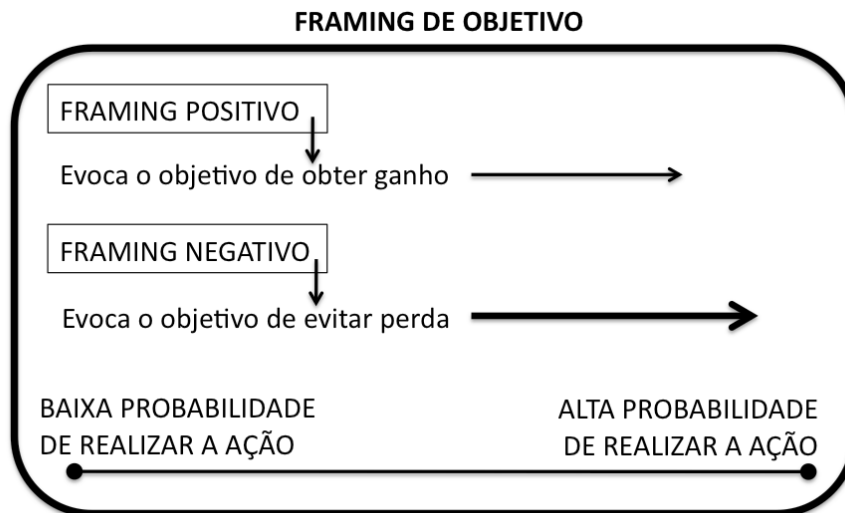 FRAMING DE OBJETIVO
FRAMING POSITIVO
Evoca o objetivo de obter ganho
FRAMING NEGATIVO
Evoca o objetivo de evitar perda
BAIXA PROBABILIDADE
DE REALIZAR A AÇÃO
ALTA PROBABILIDADE
DE REALIZAR A AÇÃO